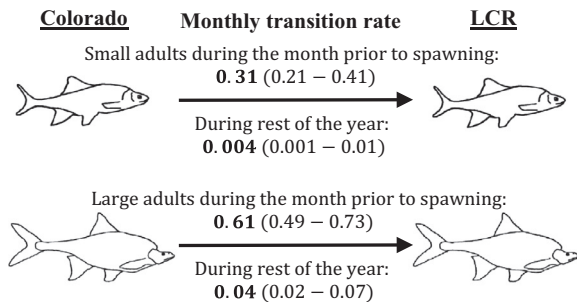 Colorado Monthly transition rate LCR
Small adults during the month prior to spawning:
0.31 (0.21 – 0.41)
During rest of the year:
0.004 (0.001 – 0.01)
Large adults during the month prior to spawning:
0.61 (0.49 – 0.73)
During rest of the year:
0.04 (0.02 – 0.07)